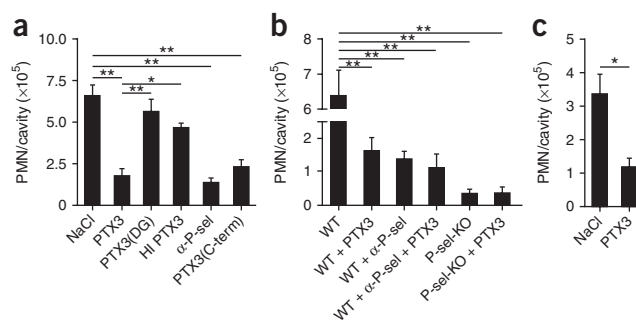 a
PMN/cavity (×10⁵)
10.0
7.5
5.0
2.5
0
**
**
**
*
**
NaCl
PTX3
PTX3(DG)
HI PTX3
α-P-sel
PTX3(C-term)
b
PMN/cavity (×10⁵)
8
7
6
2
1
0
**
**
**
**
**
WT
WT + PTX3
WT + α-P-sel
WT + α-P-sel + PTX3
P-sel-KO
P-sel-KO + PTX3
c
PMN/cavity (×10⁵)
5
4
3
2
1
0
*
NaCl
PTX3